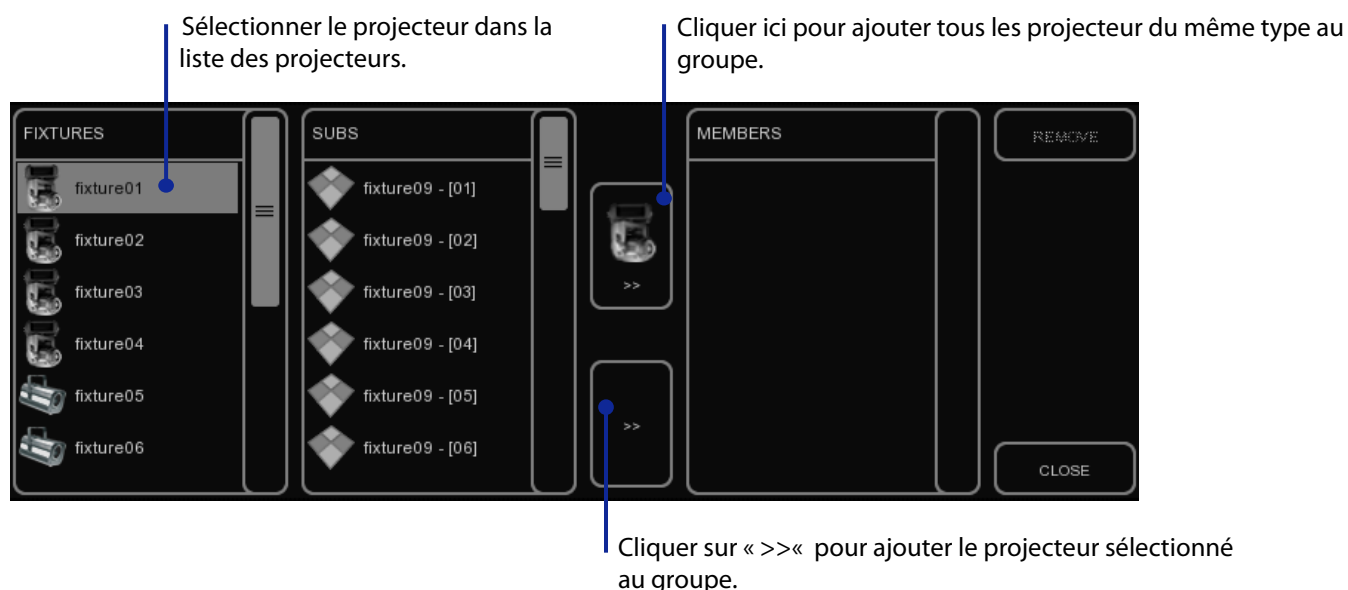 Sélectionner le projecteur dans la
liste des projecteurs.
Cliquer ici pour ajouter tous les projecteur du même type au
groupe.
FIXTURES
fixture01
fixture02
fixture03
fixture04
fixture05
fixture06
SUBS
fixture09 - [01]
fixture09 - [02]
fixture09 - [03]
fixture09 - [04]
fixture09 - [05]
fixture09 - [06]
>>
>>
MEMBERS
REMOVE
CLOSE
Cliquer sur « >>«  pour ajouter le projecteur sélectionné
au groupe.